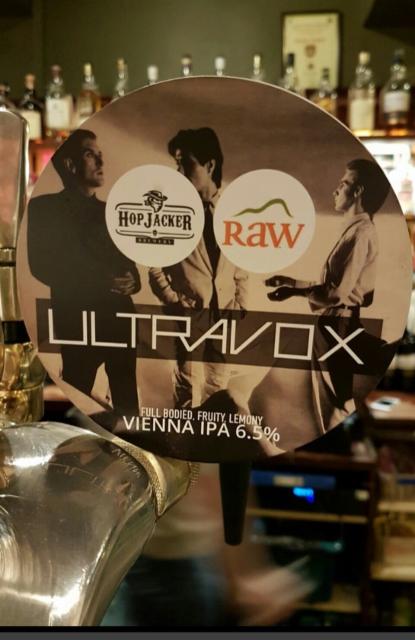 HOPJACKER
BREWERY
RAW
ULTRAVOX
FULL BODIED, FRUITY, LEMONY
VIENNA IPA 6.5%